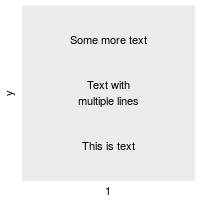 Some more text
Text with
multiple lines
This is text
y
1